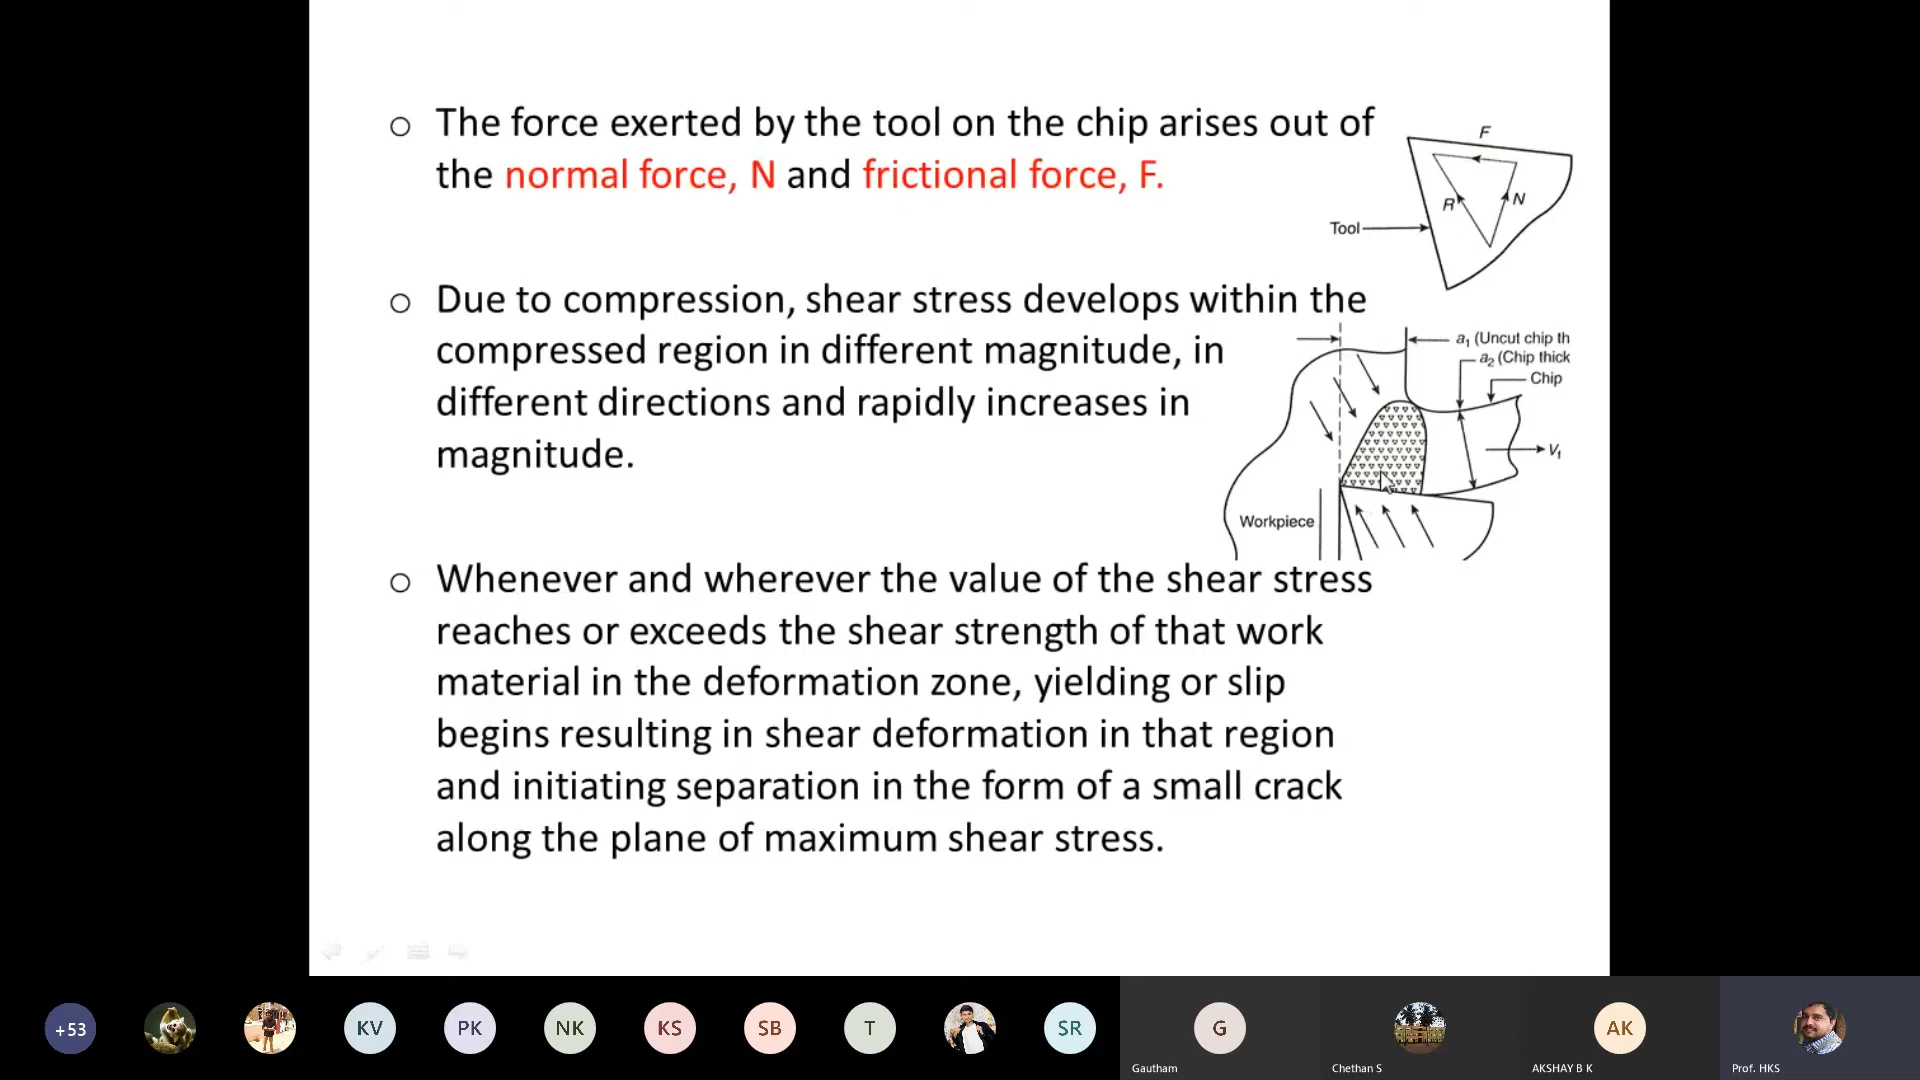 The force exerted by the tool on the chip arises out of
the normal force, N and frictional force, F.
F
R
N
Tool
Due to compression, shear stress develops within the
compressed region in different magnitude, in
different directions and rapidly increases in
magnitude.
a1 (Uncut chip th
a2 (Chip thick
Chip
V1
Workpiece
Whenever and wherever the value of the shear stress
reaches or exceeds the shear strength of that work
material in the deformation zone, yielding or slip
begins resulting in shear deformation in that region
and initiating separation in the form of a small crack
along the plane of maximum shear stress.
+53
KV
PK
NK
KS
SB
T
SR
G
AK
Gautham
Chethan S
AKSHAY B K
Prof. HKS